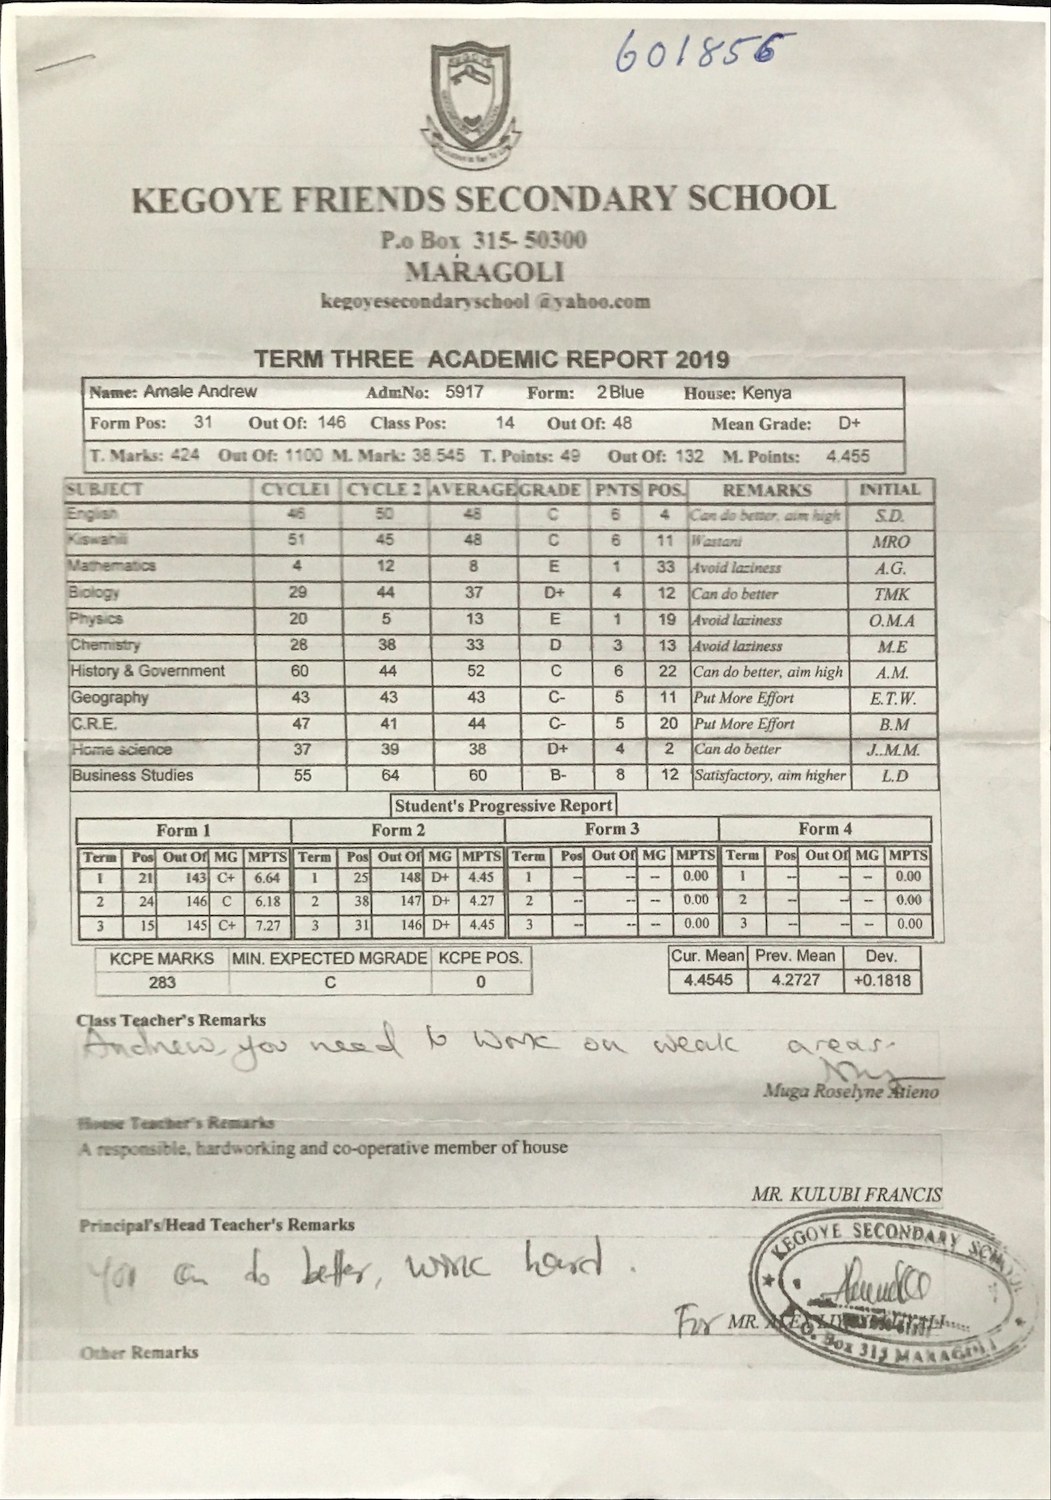 601856
KEGOYE
KEGOYE FRIENDS SECONDARY SCHOOL
P.o Box 315- 50300
MARAGOLI
kegoyesecondaryschool @yahoo.com
TERM THREE ACADEMIC REPORT 2019
Name: Amale Andrew AdmNo: 5917 Form: 2 Blue House: Kenya
Form Pos: 31 Out Of: 146 Class Pos: 14 Out Of: 48 Mean Grade: D+
T. Marks: 424 Out Of: 1100 M. Mark: 38.545 T. Points: 49 Out Of: 132 M. Points: 4.455
SUBJECT CYCLE1 CYCLE 2 AVERAGE GRADE PNTS POS. REMARKS INITIAL
English 46 50 48 C 6 4 Can do better, aim high S.D.
Kiswahili 51 45 48 C 6 11 Wastani MRO
Mathematics 4 12 8 E 1 33 Avoid laziness A.G.
Biology 29 44 37 D+ 4 12 Can do better TMK
Physics 20 5 13 E 1 19 Avoid laziness O.M.A
Chemistry 28 38 33 D 3 13 Avoid laziness M.E
History & Government 60 44 52 C 6 22 Can do better, aim high A.M.
Geography 43 43 43 C- 5 11 Put More Effort E.T.W.
C.R.E. 47 41 44 C- 5 20 Put More Effort B.M
Home science 37 39 38 D+ 4 2 Can do better J..M.M.
Business Studies 55 64 60 B- 8 12 Satisfactory, aim higher L.D
Student's Progressive Report
Form 1 Form 2 Form 3 Form 4
Term Pos Out Of MG MPTS Term Pos Out Of MG MPTS Term Pos Out Of MG MPTS Term Pos Out Of MG MPTS
1 21 143 C+ 6.64 1 25 148 D+ 4.45 1 -- -- -- 0.00 1 -- -- -- 0.00
2 24 146 C 6.18 2 38 147 D+ 4.27 2 -- -- -- 0.00 2 -- -- -- 0.00
3 15 145 C+ 7.27 3 31 146 D+ 4.45 3 -- -- -- 0.00 3 -- -- -- 0.00
KCPE MARKS MIN. EXPECTED MGRADE KCPE POS. Cur. Mean Prev. Mean Dev.
283 C 0 4.4545 4.2727 +0.1818
Class Teacher's Remarks
Andrew, you need to work on weak areas.
Muga Roselyne Atieno
House Teacher's Remarks
A responsible, hardworking and co-operative member of house
MR. KULUBI FRANCIS
Principal's/Head Teacher's Remarks
KEGOYE SECONDARY SCHOOL
You can do better, work hard.
For MR.
P.O. Box 315 MARAGOLI
Other Remarks